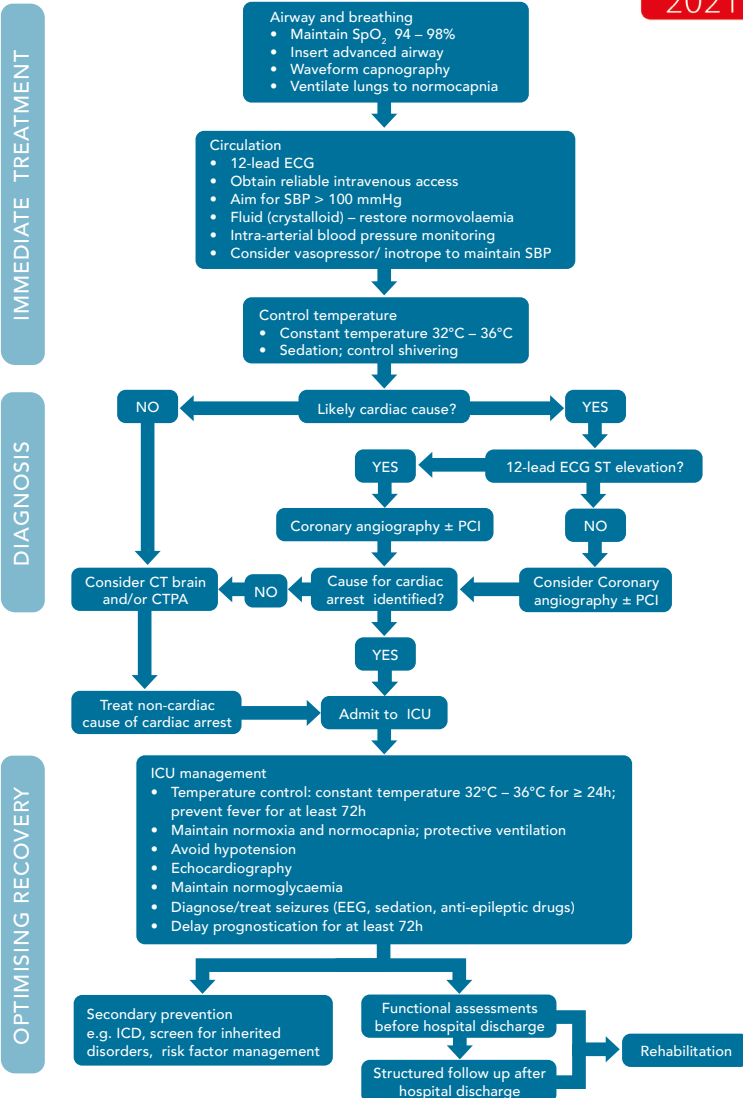 2021
IMMEDIATE TREATMENT
Airway and breathing
• Maintain SpO2 94 – 98%
• Insert advanced airway
• Waveform capnography
• Ventilate lungs to normocapnia
Circulation
• 12-lead ECG
• Obtain reliable intravenous access
• Aim for SBP > 100 mmHg
• Fluid (crystalloid) – restore normovolaemia
• Intra-arterial blood pressure monitoring
• Consider vasopressor/ inotrope to maintain SBP
Control temperature
• Constant temperature 32°C – 36°C
• Sedation; control shivering
DIAGNOSIS
NO
Likely cardiac cause?
YES
YES
12-lead ECG ST elevation?
Coronary angiography ± PCI
NO
Consider CT brain
and/or CTPA
NO
Cause for cardiac
arrest identified?
Consider Coronary
angiography ± PCI
YES
Treat non-cardiac
cause of cardiac arrest
Admit to ICU
OPTIMISING RECOVERY
ICU management
• Temperature control: constant temperature 32°C – 36°C for ≥ 24h;
prevent fever for at least 72h
• Maintain normoxia and normocapnia; protective ventilation
• Avoid hypotension
• Echocardiography
• Maintain normoglycaemia
• Diagnose/treat seizures (EEG, sedation, anti-epileptic drugs)
• Delay prognostication for at least 72h
Secondary prevention
e.g. ICD, screen for inherited
disorders, risk factor management
Functional assessments
before hospital discharge
Structured follow up after
hospital discharge
Rehabilitation